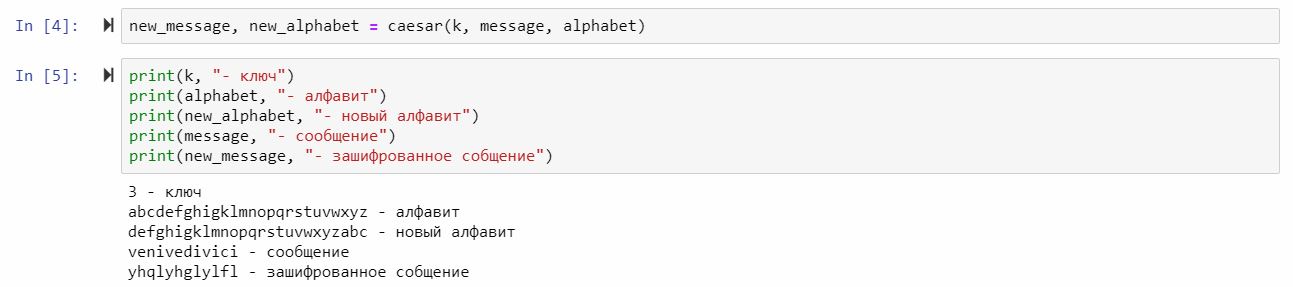 In [4]: new_message, new_alphabet = caesar(k, message, alphabet)
In [5]: print(k, "- ключ")
print(alphabet, "- алфавит")
print(new_alphabet, "- новый алфавит")
print(message, "- сообщение")
print(new_message, "- зашифрованное собщение")
3 - ключ
abcdefghigklmnopqrstuvwxyz - алфавит
defghigklmnopqrstuvwxyzabc - новый алфавит
venivedivici - сообщение
yhqlyhglylfl - зашифрованное собщение